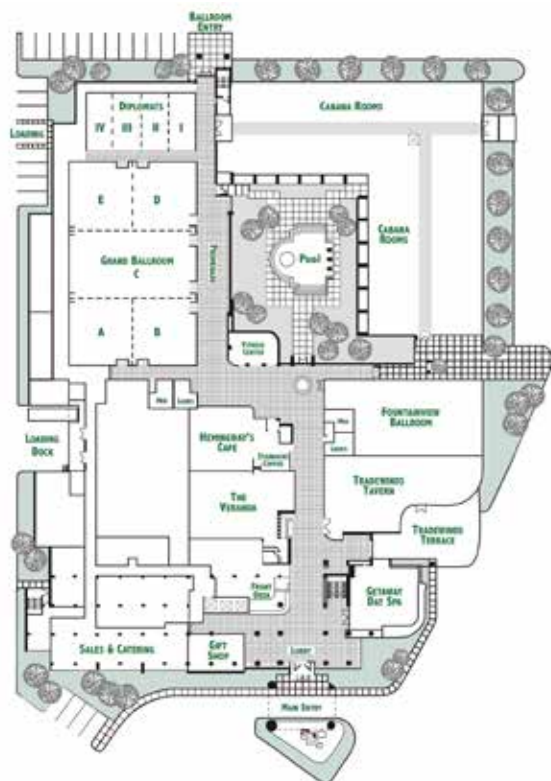 BALLROOM
ENTRY
DIPLOMATS
IV
III
II
I
CABANA ROOMS
LOADING
E
D
CABANA
ROOMS
Pool
GRAND BALLROOM
C
A
B
FITNESS
CENTER
MEN
LADIES
MEN
LADIES
FOUNTAINVIEW
BALLROOM
HEMINGWAY'S
CAFE
STARBUCKS
COFFEE
LOADING
DOCK
TRADEWINDS
TAVERN
THE
VERANDA
TRADEWINDS
TERRACE
FRONT
DESK
GETAWAY
DAY SPA
SALES & CATERING
GIFT
SHOP
LOBBY
MAIN ENTRY